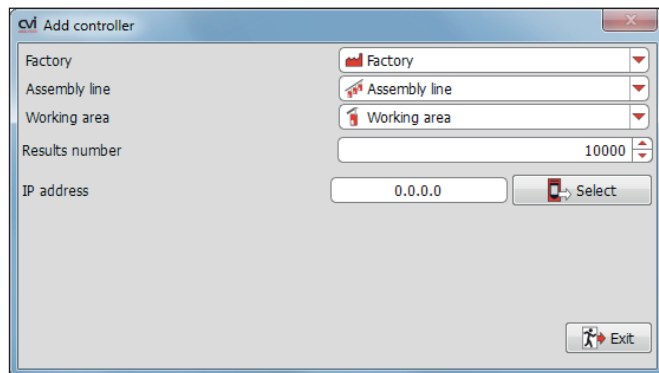 cvi Add controller
Factory Factory
Assembly line Assembly line
Working area Working area
Results number 10000
IP address 0.0.0.0 Select
Exit